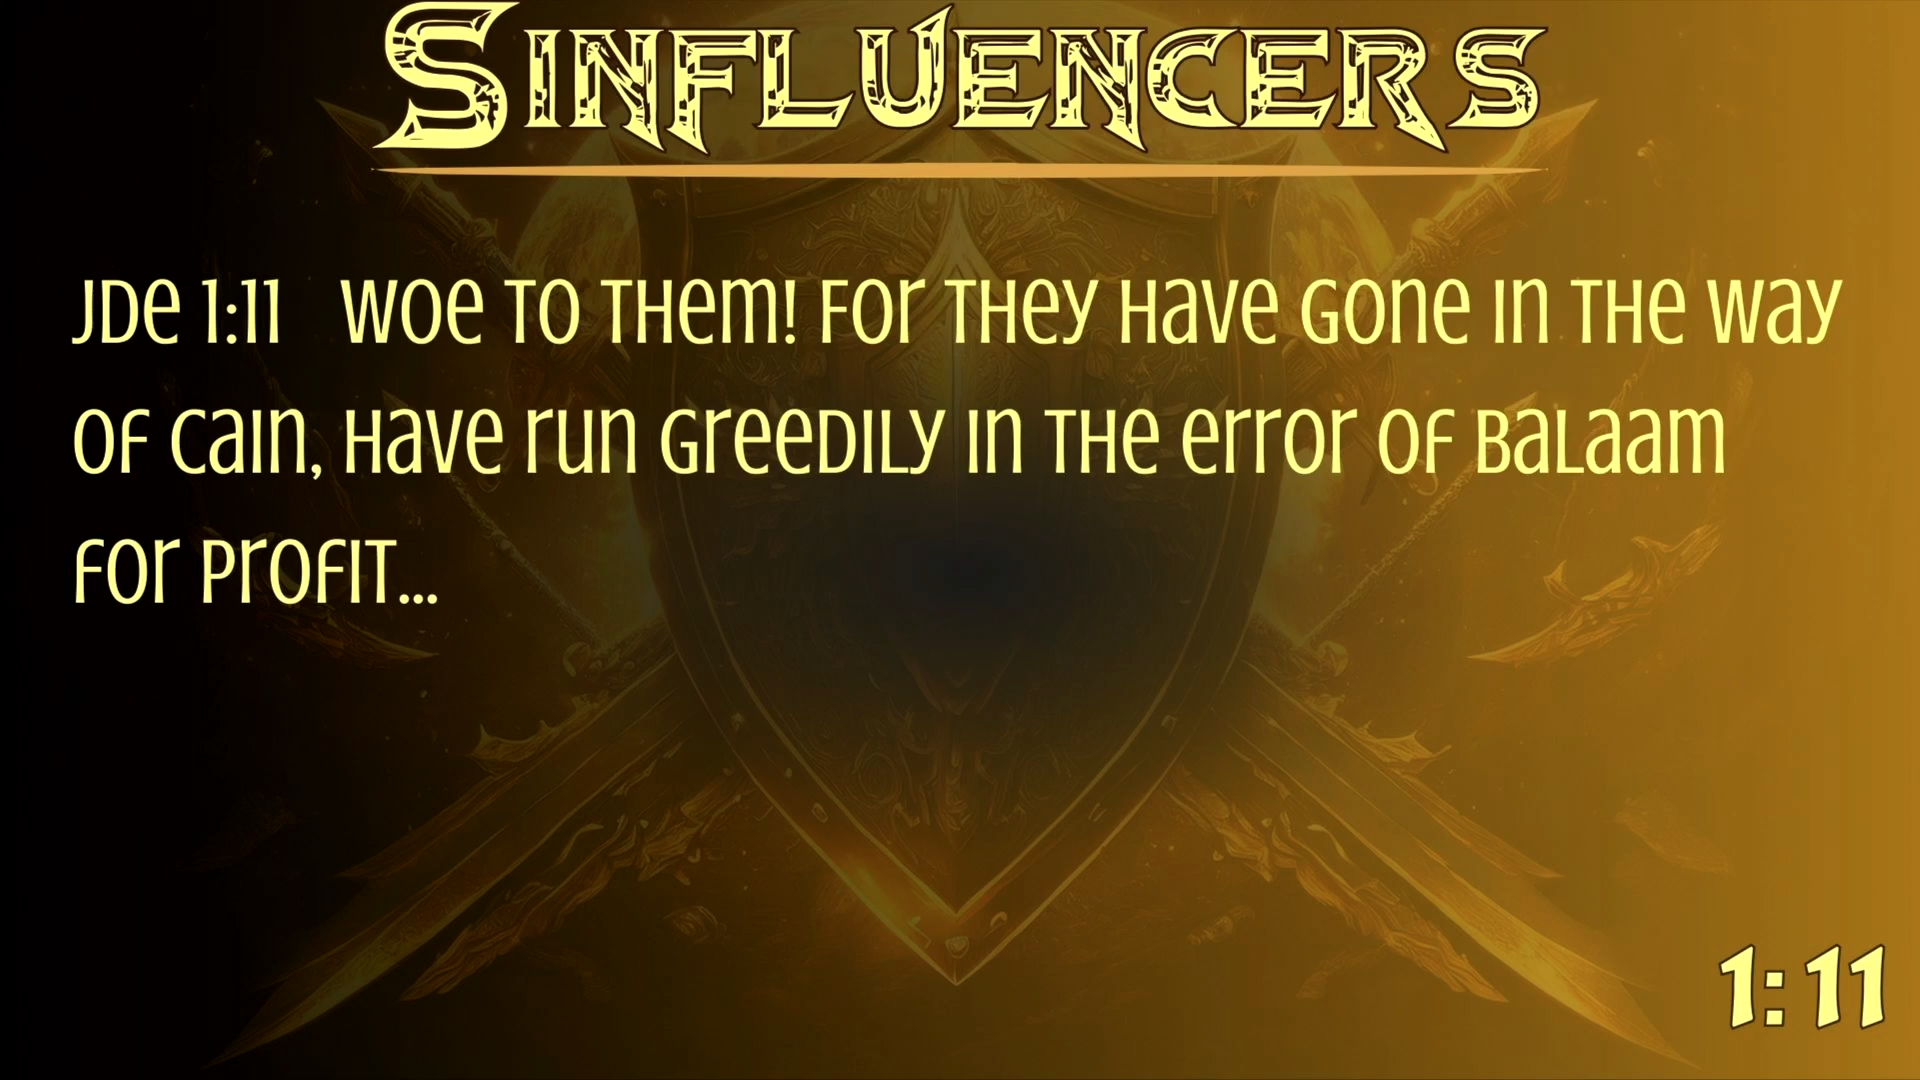 Sinfluencers
Jde 1:11 Woe to them! For they have gone in the way
of Cain, have run greedily in the error of Balaam
for profit...
1:11